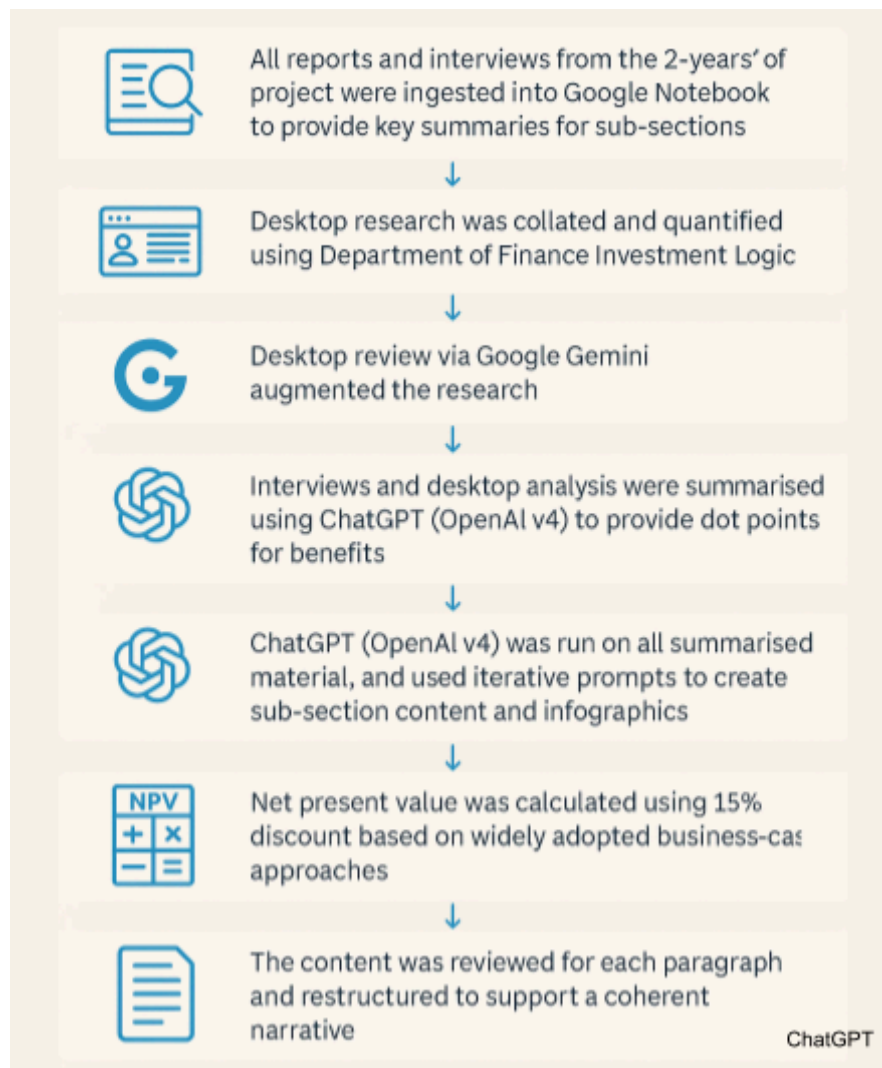 All reports and interviews from the 2-years’ of
project were ingested into Google Notebook
to provide key summaries for sub-sections
Desktop research was collated and quantified
using Department of Finance Investment Logic
Desktop review via Google Gemini
augmented the research
Interviews and desktop analysis were summarised
using ChatGPT (OpenAI v4) to provide dot points
for benefits
ChatGPT (OpenAI v4) was run on all summarised
material, and used iterative prompts to create
sub-section content and infographics
NPV
Net present value was calculated using 15%
discount based on widely adopted business-cas
approaches
The content was reviewed for each paragraph
and restructured to support a coherent
narrative
ChatGPT